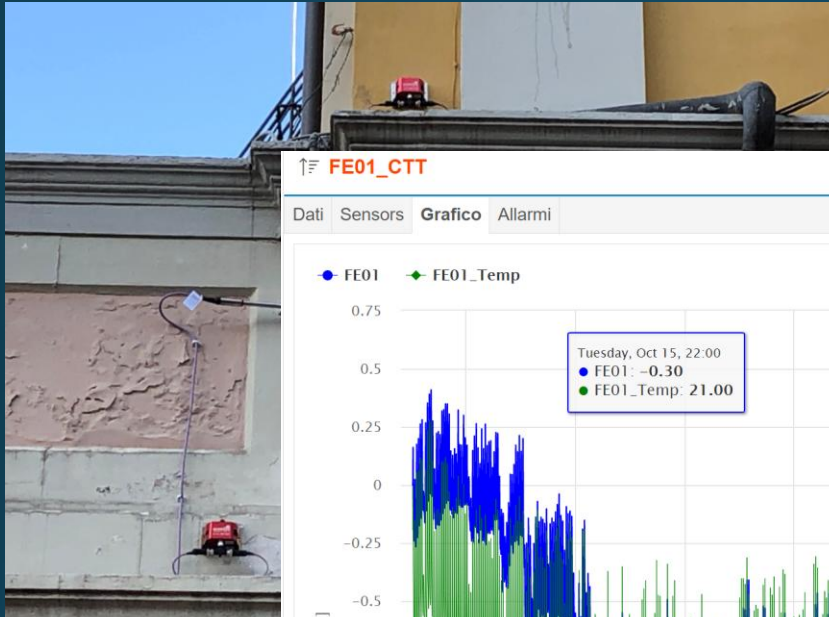 FE01_CTT
Dati Sensors Grafico Allarmi
FE01 FE01_Temp
0.75
0.5
0.25
0
-0.25
-0.5
Tuesday, Oct 15, 22:00
FE01: -0.30
FE01_Temp: 21.00